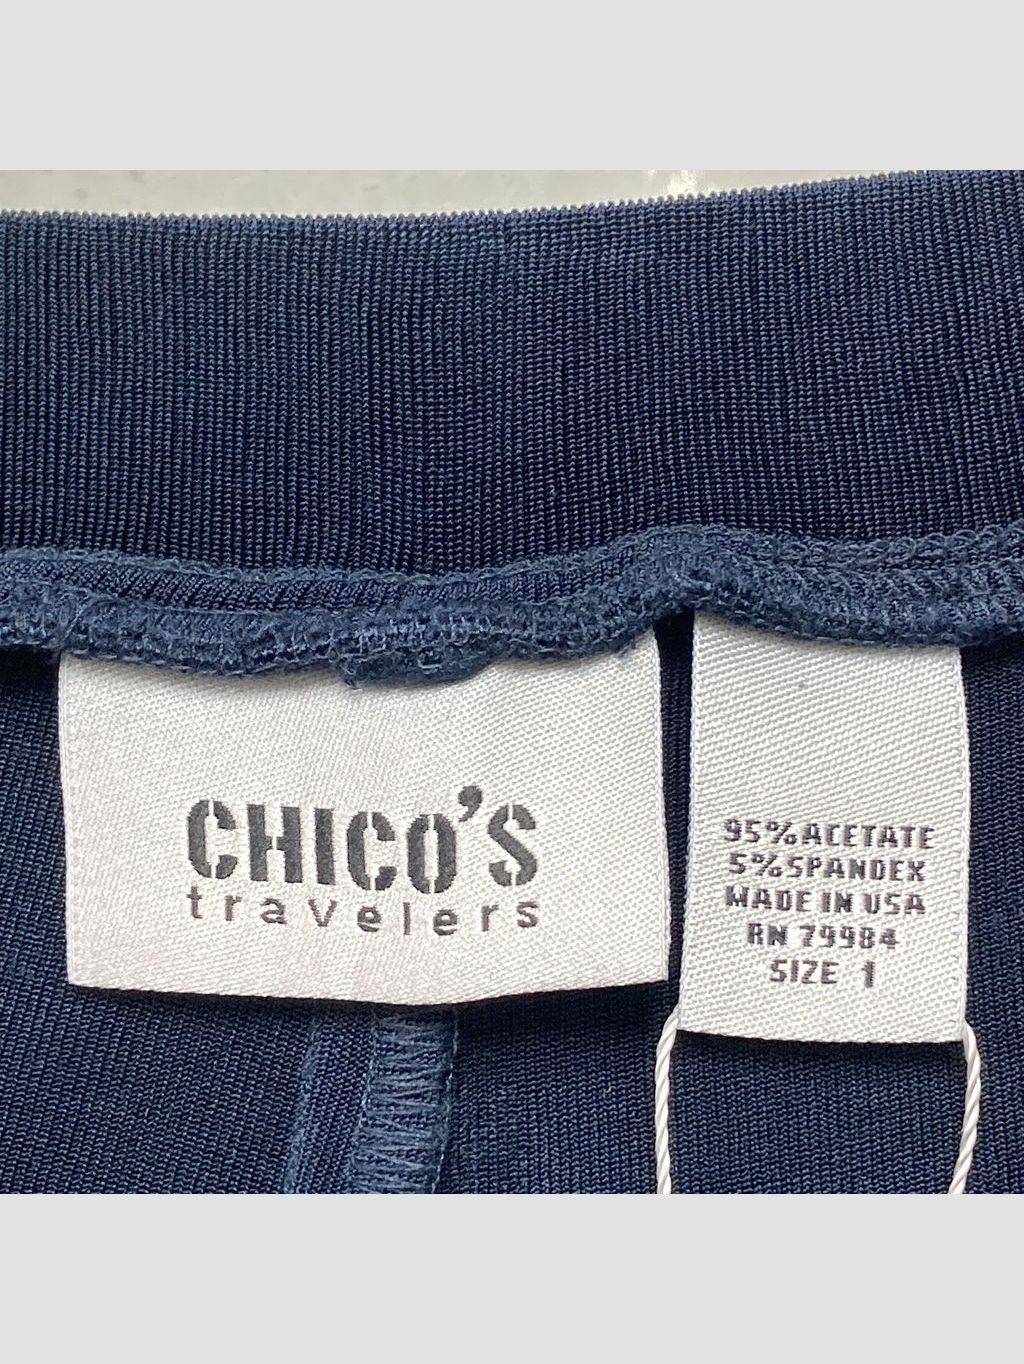 CHICO'S
travelers
95% ACETATE
5% SPANDEX
MADE IN USA
RN 79984
SIZE 1